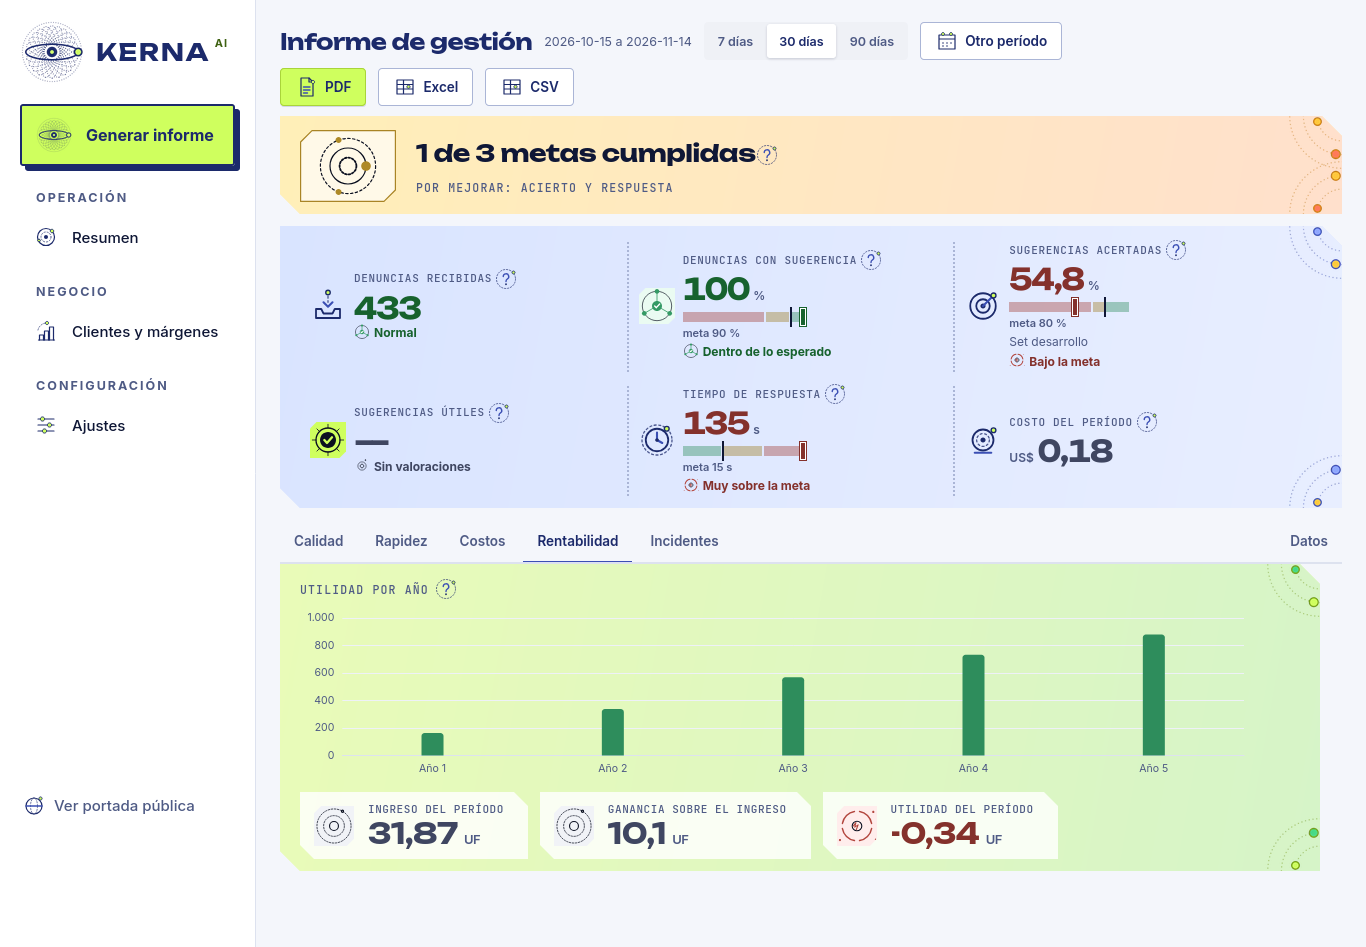 KERNA AI
Generar informe
OPERACIÓN
Resumen
NEGOCIO
Clientes y márgenes
CONFIGURACIÓN
Ajustes
Ver portada pública
Informe de gestión 2026-10-15 a 2026-11-14 7 días 30 días 90 días Otro período
PDF Excel CSV
1 de 3 metas cumplidas ?
POR MEJORAR: ACIERTO Y RESPUESTA
DENUNCIAS RECIBIDAS ?
433
Normal
DENUNCIAS CON SUGERENCIA ?
100 %
meta 90 %
Dentro de lo esperado
SUGERENCIAS ACERTADAS ?
54,8 %
meta 80 %
Set desarrollo
Bajo la meta
SUGERENCIAS ÚTILES ?
—
Sin valoraciones
TIEMPO DE RESPUESTA ?
135 s
meta 15 s
Muy sobre la meta
COSTO DEL PERÍODO ?
US$ 0,18
Calidad Rapidez Costos Rentabilidad Incidentes Datos
UTILIDAD POR AÑO ?
1.000
800
600
400
200
0
Año 1 Año 2 Año 3 Año 4 Año 5
INGRESO DEL PERÍODO
31,87 UF
GANANCIA SOBRE EL INGRESO
10,1 UF
UTILIDAD DEL PERÍODO
-0,34 UF